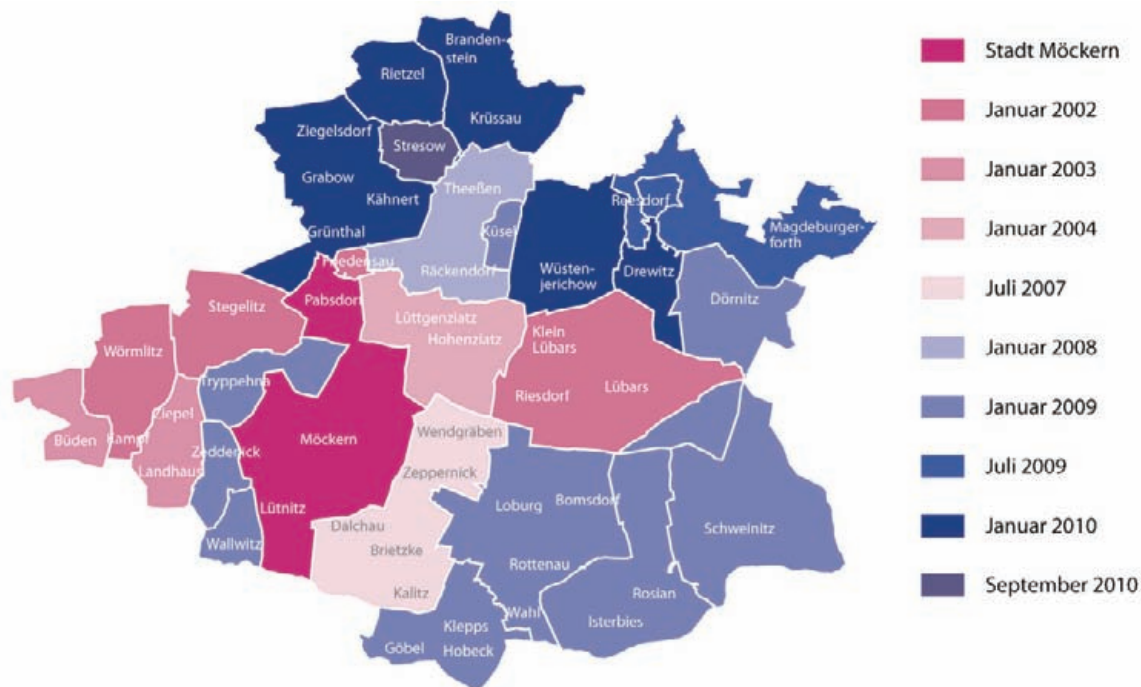 Branden-
stein
Rietzel
Krüssau
Ziegelsdorf
Stresow
Grabow
Theeßen
Kähnert
Reesdorf
Magdeburger-
forth
Grünthal
Küsel
Friedensau
Räckendorf
Wüsten-
jerichow
Drewitz
Pabsdorf
Dörnitz
Stegelitz
Lüttgenziatz
Hohenziatz
Klein
Lübars
Wörmlitz
Tryppehna
Riesdorf
Lübars
Ciepel
Büden
Kampf
Zeddenick
Möckern
Wendgräben
Landhaus
Zeppernick
Lütnitz
Loburg
Bomsdorf
Schweinitz
Dalchau
Wallwitz
Brietzke
Rottenau
Kalitz
Rosian
Wahl
Isterbies
Klepps
Göbel
Hobeck
Stadt Möckern
Januar 2002
Januar 2003
Januar 2004
Juli 2007
Januar 2008
Januar 2009
Juli 2009
Januar 2010
September 2010